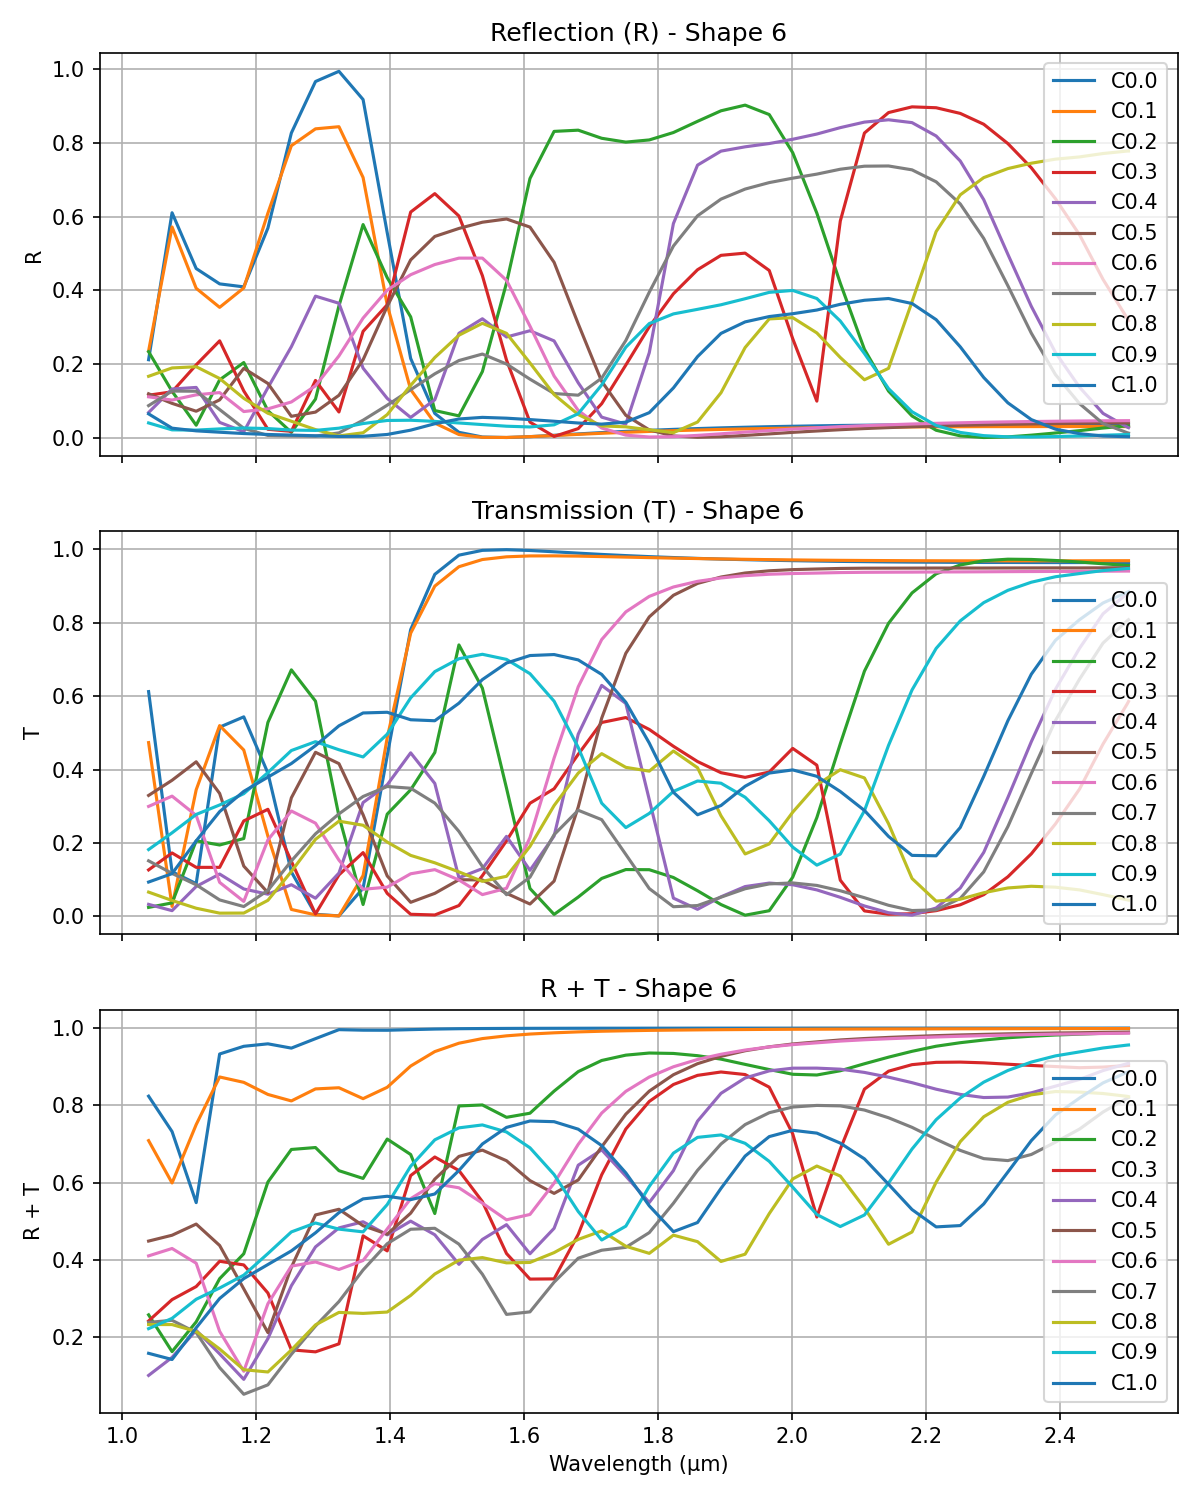 Reflection (R) - Shape 6
1.0
0.8
0.6
0.4
0.2
0.0
R
C0.0
C0.1
C0.2
C0.3
C0.4
C0.5
C0.6
C0.7
C0.8
C0.9
C1.0
Transmission (T) - Shape 6
1.0
0.8
0.6
0.4
0.2
0.0
T
C0.0
C0.1
C0.2
C0.3
C0.4
C0.5
C0.6
C0.7
C0.8
C0.9
C1.0
R + T - Shape 6
1.0
0.8
0.6
0.4
0.2
R + T
C0.0
C0.1
C0.2
C0.3
C0.4
C0.5
C0.6
C0.7
C0.8
C0.9
C1.0
1.0 1.2 1.4 1.6 1.8 2.0 2.2 2.4
Wavelength (μm)